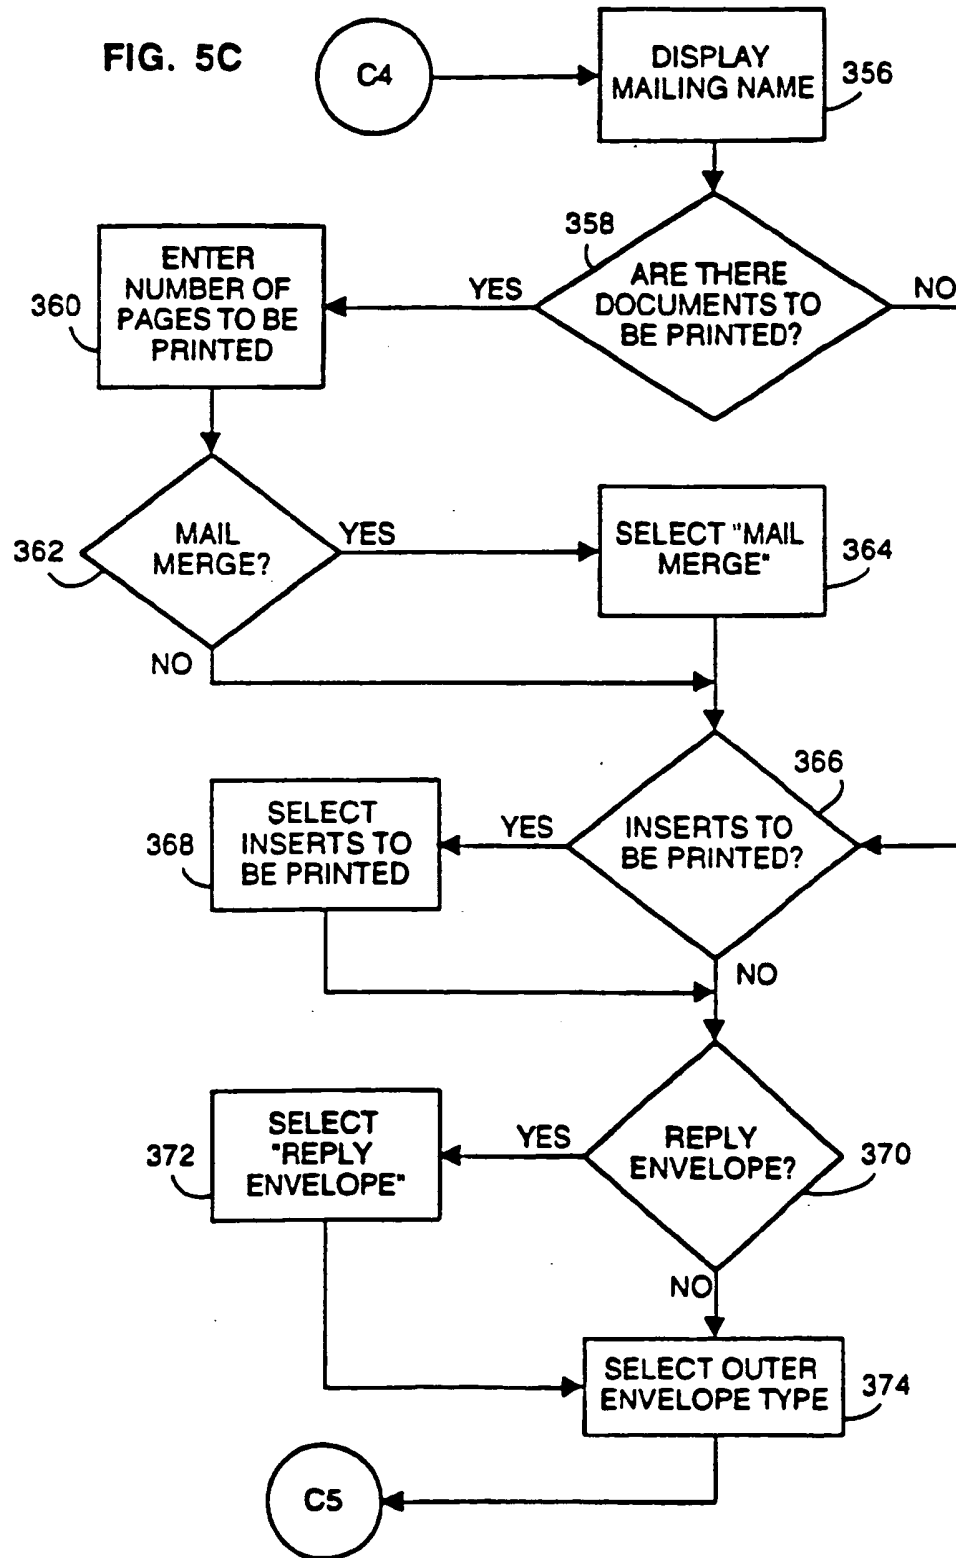 FIG. 5C
C4
DISPLAY
MAILING NAME
356
358
ARE THERE
DOCUMENTS TO
BE PRINTED?
YES
NO
ENTER
NUMBER OF
PAGES TO BE
PRINTED
360
MAIL
MERGE?
362
YES
NO
SELECT "MAIL
MERGE"
364
366
INSERTS TO
BE PRINTED?
YES
NO
SELECT
INSERTS TO
BE PRINTED
368
REPLY
ENVELOPE?
370
YES
NO
SELECT
"REPLY
ENVELOPE"
372
SELECT OUTER
ENVELOPE TYPE
374
C5